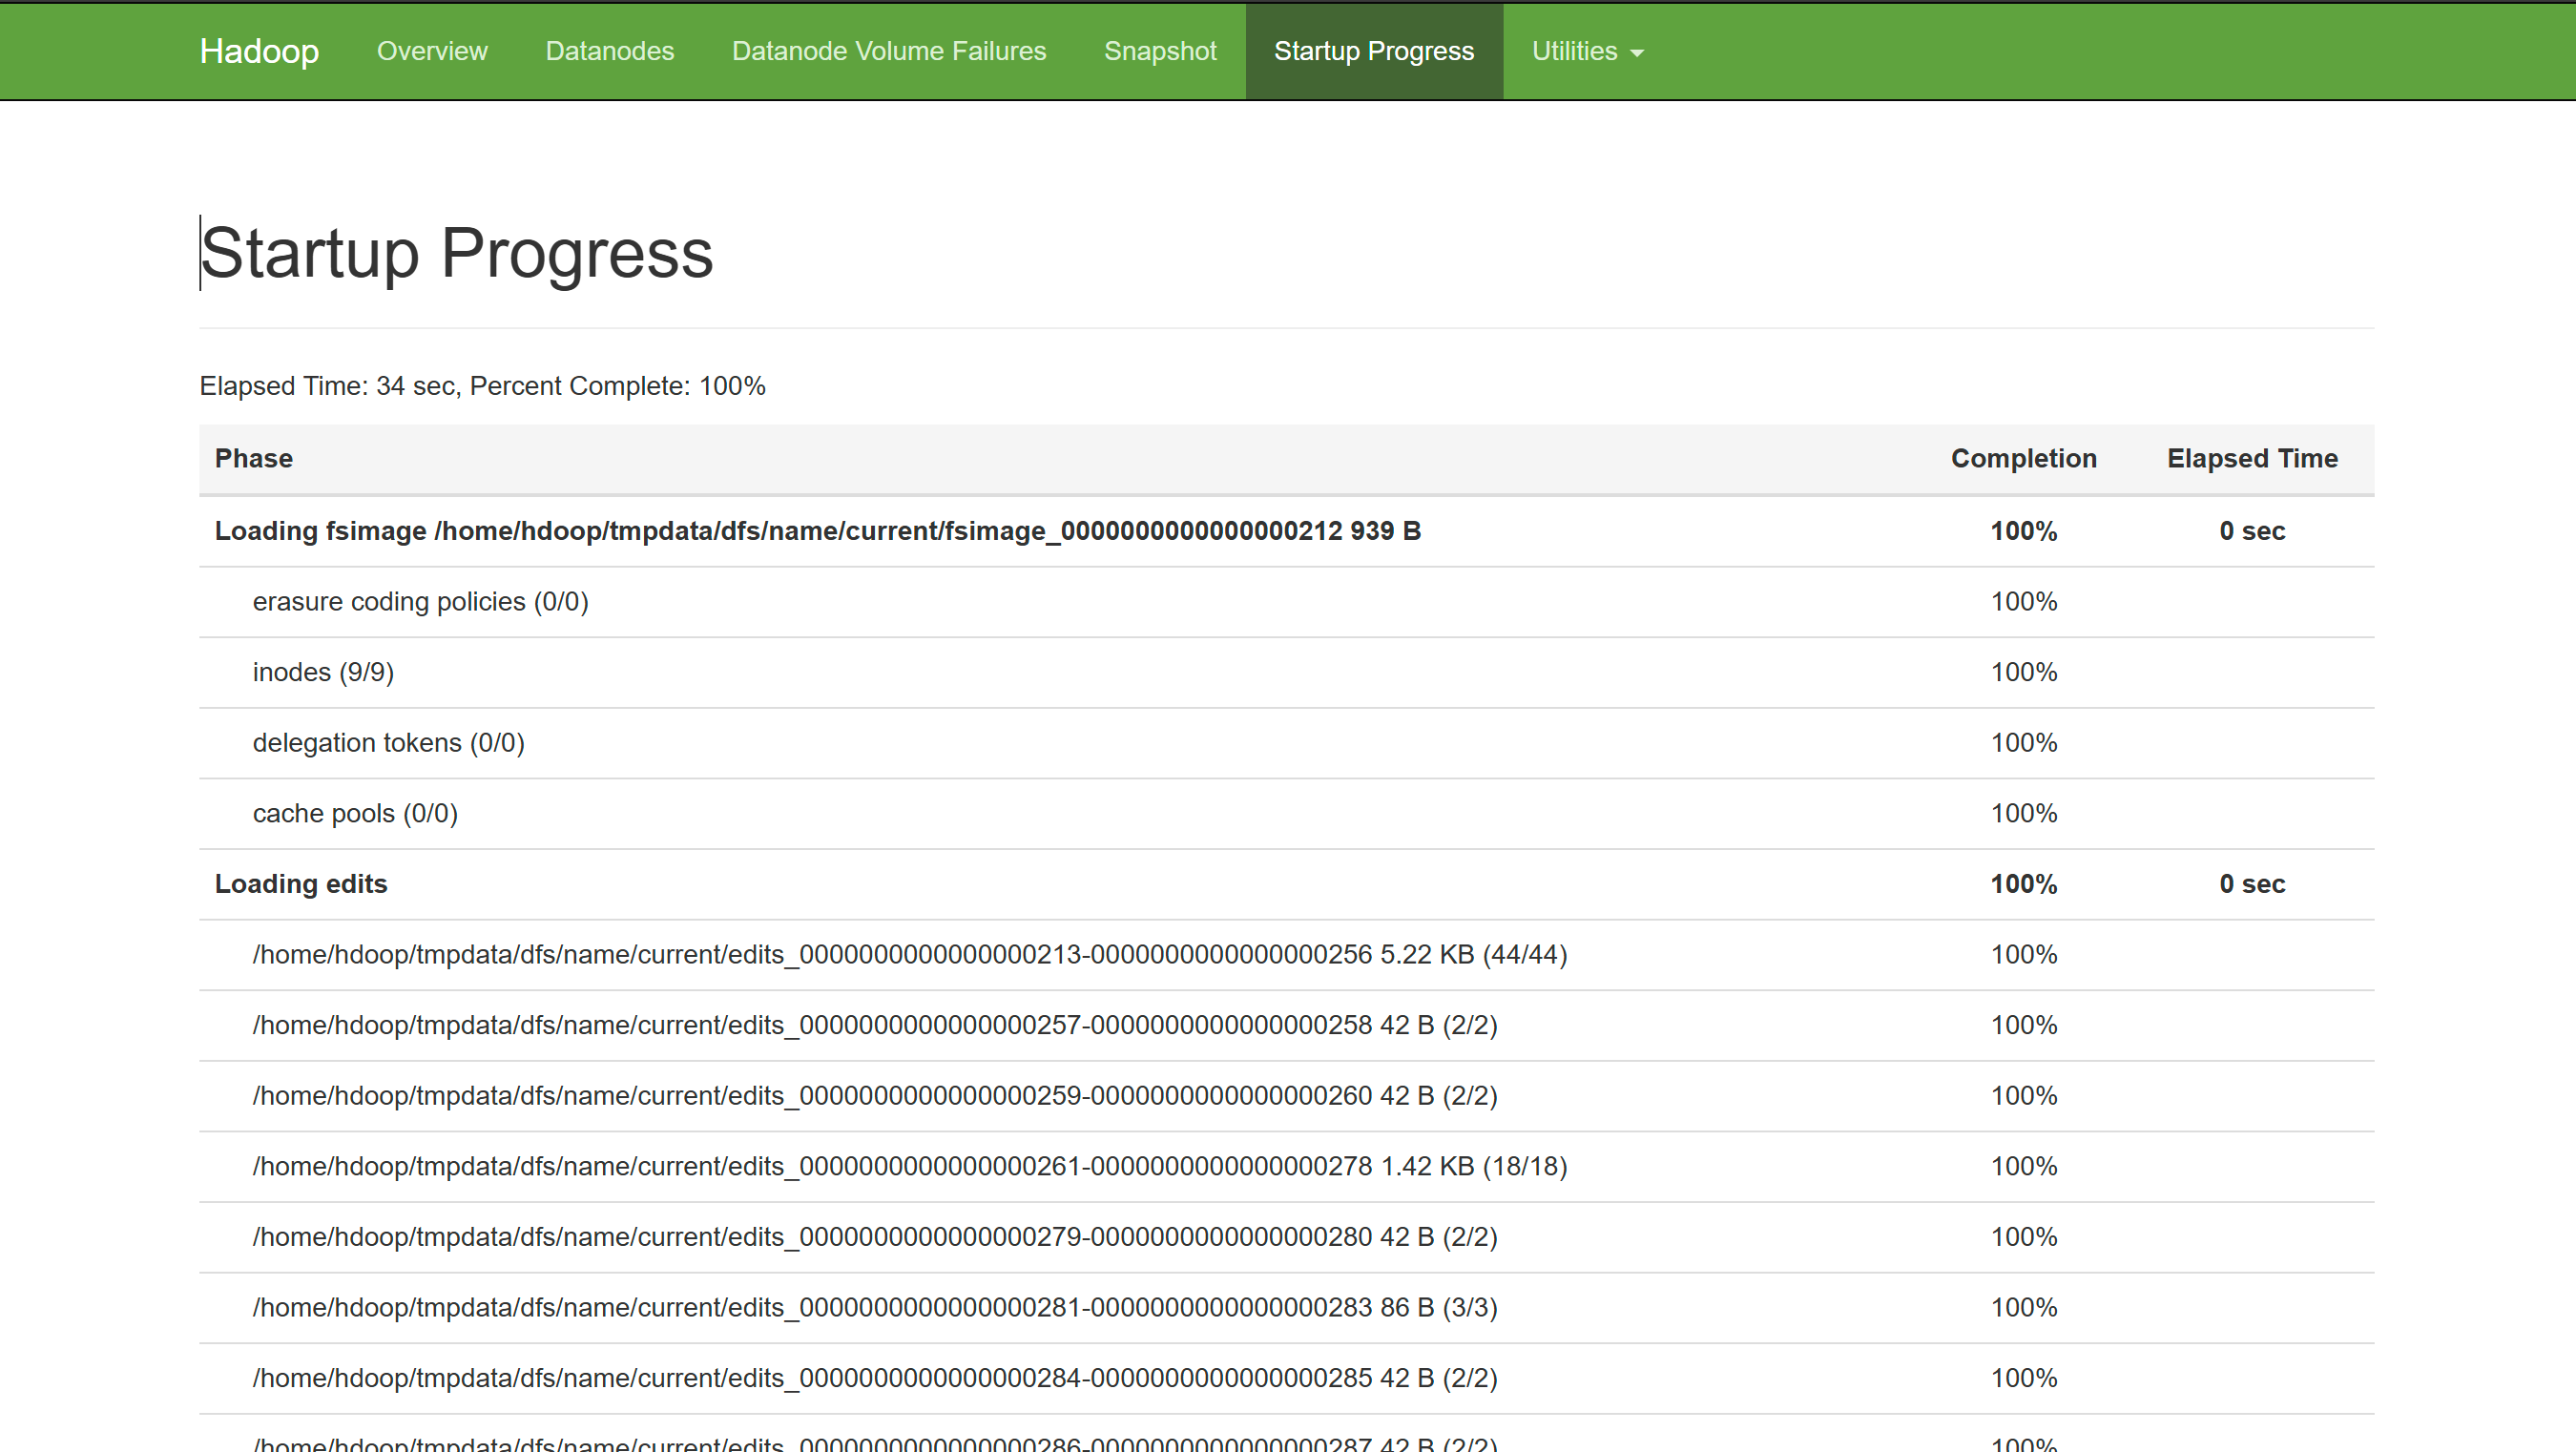 Hadoop Overview Datanodes Datanode Volume Failures Snapshot Startup Progress Utilities
Startup Progress
Elapsed Time: 34 sec, Percent Complete: 100%
Phase Completion Elapsed Time
Loading fsimage /home/hdoop/tmpdata/dfs/name/current/fsimage_0000000000000000212 939 B 100% 0 sec
erasure coding policies (0/0) 100%
inodes (9/9) 100%
delegation tokens (0/0) 100%
cache pools (0/0) 100%
Loading edits 100% 0 sec
/home/hdoop/tmpdata/dfs/name/current/edits_0000000000000000213-0000000000000000256 5.22 KB (44/44) 100%
/home/hdoop/tmpdata/dfs/name/current/edits_0000000000000000257-0000000000000000258 42 B (2/2) 100%
/home/hdoop/tmpdata/dfs/name/current/edits_0000000000000000259-0000000000000000260 42 B (2/2) 100%
/home/hdoop/tmpdata/dfs/name/current/edits_0000000000000000261-0000000000000000278 1.42 KB (18/18) 100%
/home/hdoop/tmpdata/dfs/name/current/edits_0000000000000000279-0000000000000000280 42 B (2/2) 100%
/home/hdoop/tmpdata/dfs/name/current/edits_0000000000000000281-0000000000000000283 86 B (3/3) 100%
/home/hdoop/tmpdata/dfs/name/current/edits_0000000000000000284-0000000000000000285 42 B (2/2) 100%
/home/hdoop/tmpdata/dfs/name/current/edits_0000000000000000286-0000000000000000287 42 B (2/2) 100%